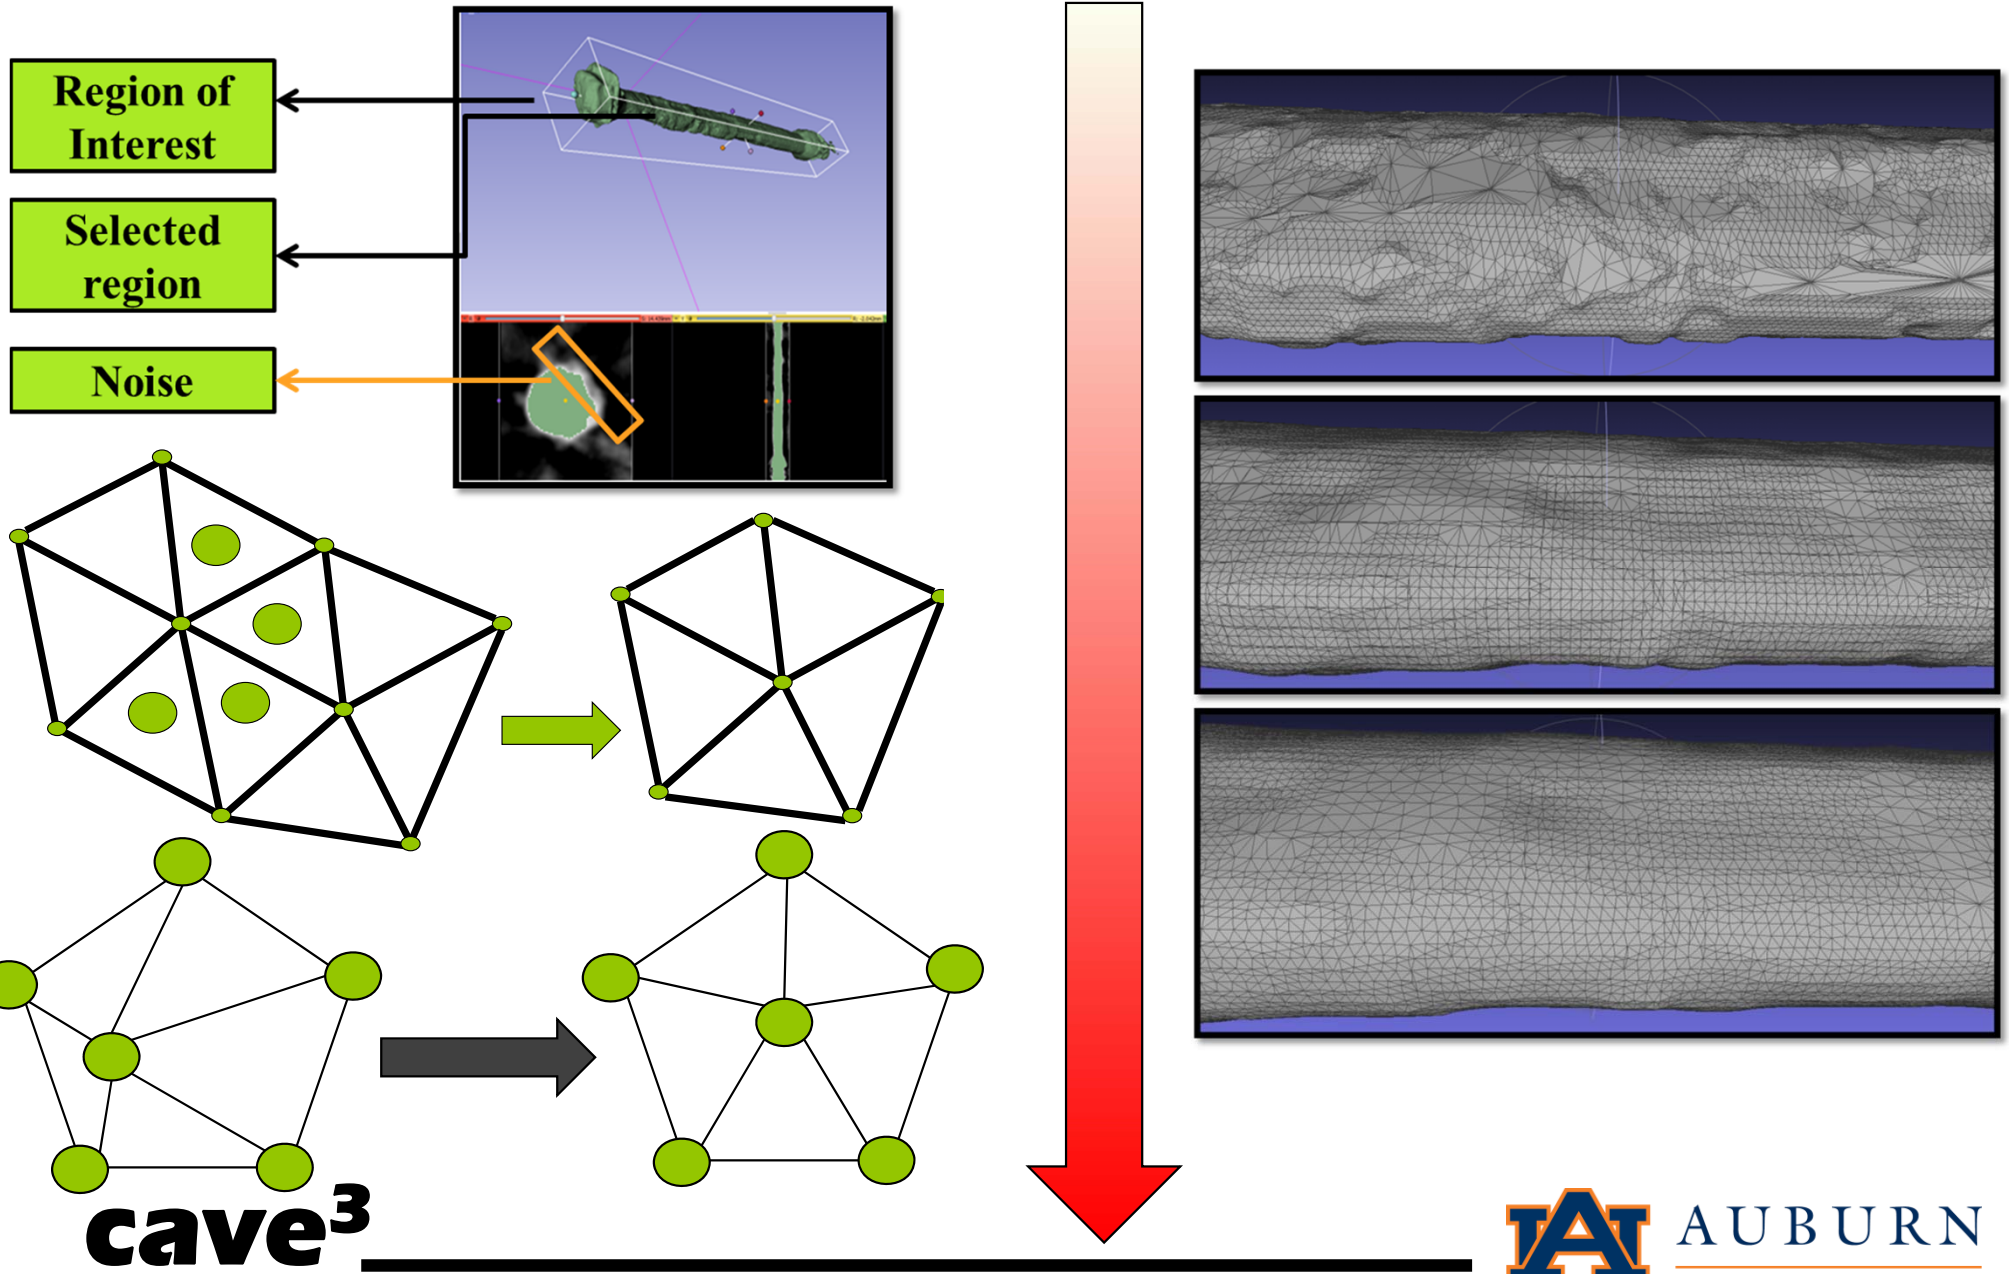 Region of
Interest
Selected
region
Noise
cave³
AUBURN